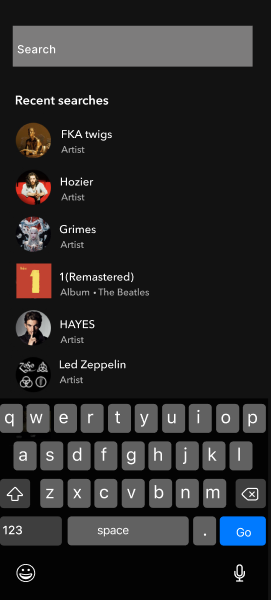 Search
Recent searches
FKA twigs
Artist
Hozier
Artist
Grimes
Artist
1
1(Remastered)
Album • The Beatles
HAYES
Artist
Led Zeppelin
Artist
q w e r t y u i o p
a s d f g h j k l
z x c v b n m
123 space . Go